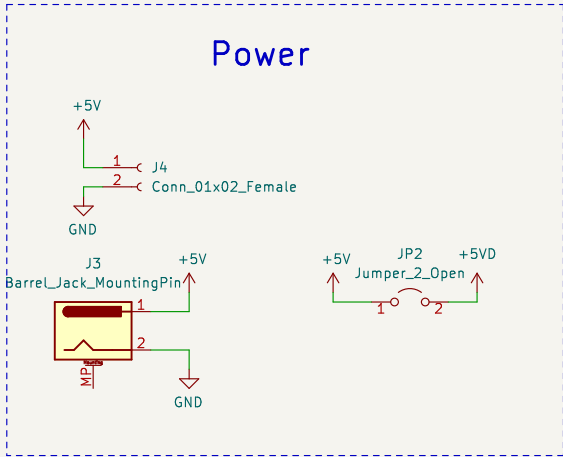 Power
+5V
1
J4
2
Conn_01x02_Female
GND
J3
+5V
Barrel_Jack_MountingPin
1
2
MP
Mounting
GND
JP2
+5V
+5VD
Jumper_2_Open
1
2